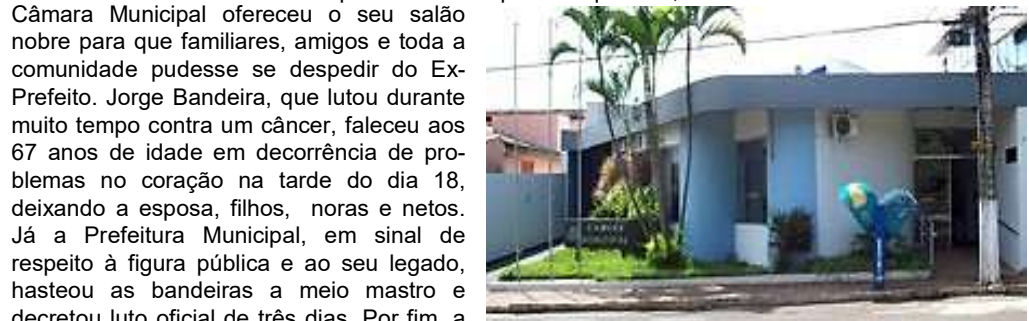 Câmara Municipal ofereceu o seu salão
nobre para que familiares, amigos e toda a
comunidade pudesse se despedir do Ex-
Prefeito. Jorge Bandeira, que lutou durante
muito tempo contra um câncer, faleceu aos
67 anos de idade em decorrência de pro-
blemas no coração na tarde do dia 18,
deixando a esposa, filhos, noras e netos.
Já a Prefeitura Municipal, em sinal de
respeito à figura pública e ao seu legado,
hasteou as bandeiras a meio mastro e
decretou luto oficial de três dias. Por fim, a